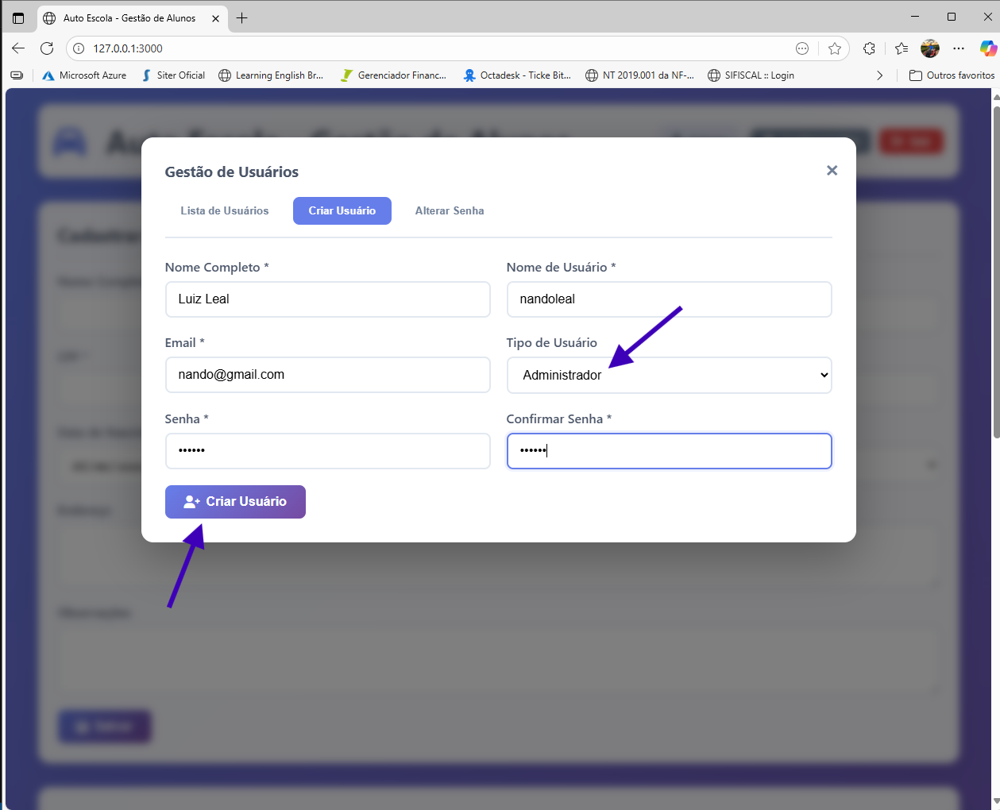 Auto Escola - Gestão de Alunos
127.0.0.1:3000
Microsoft Azure
Siter Oficial
Learning English Br...
Gerenciador Financ...
Octadesk - Ticke Bit...
NT 2019.001 da NF-...
SIFISCAL :: Login
Outros favoritos
Gestão de Usuários
Lista de Usuários
Criar Usuário
Alterar Senha
Nome Completo *
Nome de Usuário *
Luiz Leal
nandoleal
Email *
Tipo de Usuário
nando@gmail.com
Administrador
Senha *
Confirmar Senha *
••••••
••••••
Criar Usuário